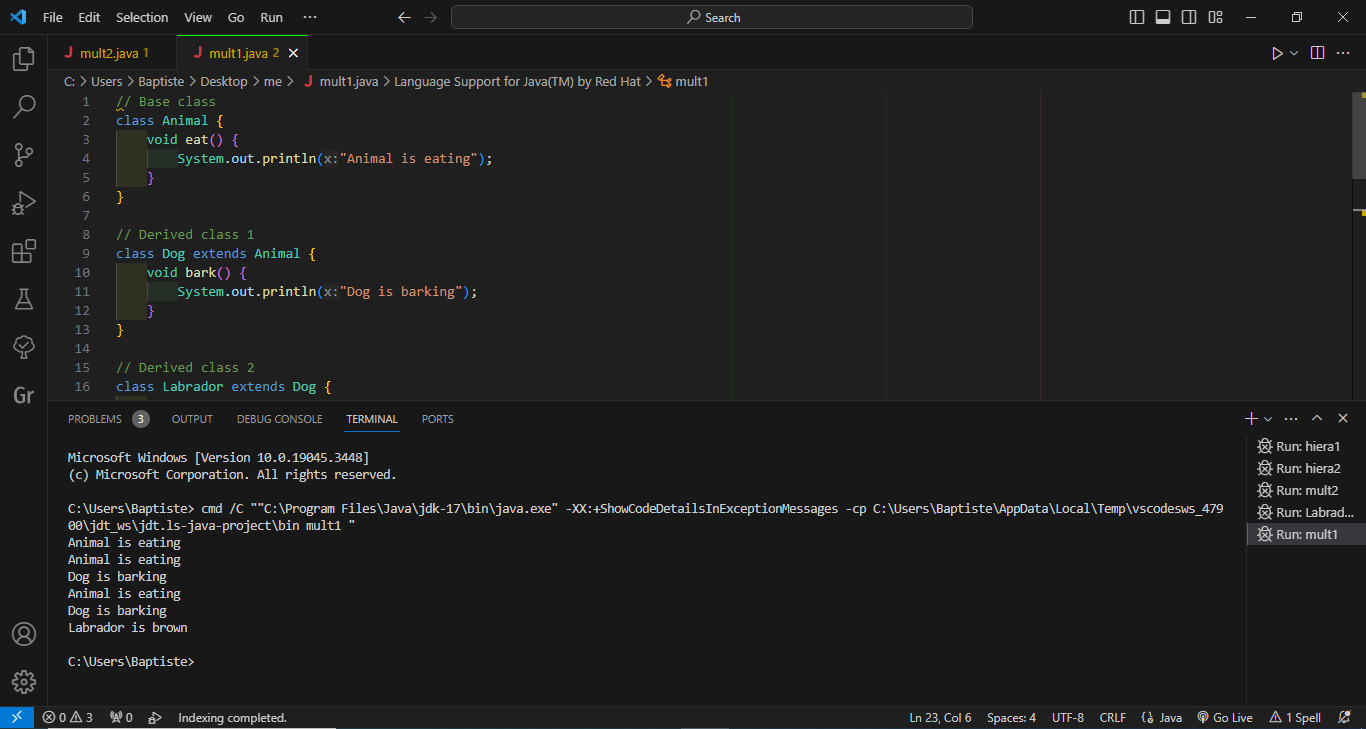 File Edit Selection View Go Run ··· Search
mult2.java 1 mult1.java 2
C: > Users > Baptiste > Desktop > me > mult1.java > Language Support for Java(TM) by Red Hat > mult1
1 // Base class
2 class Animal {
3 void eat() {
4 System.out.println(x:"Animal is eating");
5 }
6 }
7
8 // Derived class 1
9 class Dog extends Animal {
10 void bark() {
11 System.out.println(x:"Dog is barking");
12 }
13 }
14
15 // Derived class 2
16 class Labrador extends Dog {
Gr
PROBLEMS 3 OUTPUT DEBUG CONSOLE TERMINAL PORTS
Microsoft Windows [Version 10.0.19045.3448]
(c) Microsoft Corporation. All rights reserved.
C:\Users\Baptiste> cmd /C ""C:\Program Files\Java\jdk-17\bin\java.exe" -XX:+ShowCodeDetailsInExceptionMessages -cp C:\Users\Baptiste\AppData\Local\Temp\vscodesws_479
00\jdt_ws\jdt.ls-java-project\bin mult1 "
Animal is eating
Animal is eating
Dog is barking
Animal is eating
Dog is barking
Labrador is brown
C:\Users\Baptiste>
Run: hiera1
Run: hiera2
Run: mult2
Run: Labrad...
Run: mult1
0 3 0 Indexing completed. Ln 23, Col 6 Spaces: 4 UTF-8 CRLF Java Go Live 1 Spell